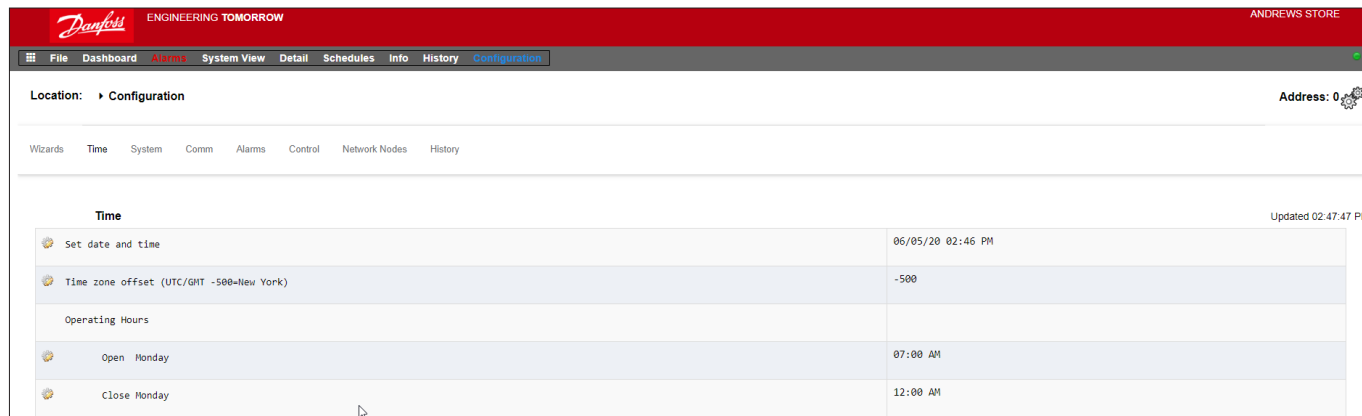 Danfoss ENGINEERING TOMORROW ANDREWS STORE
File Dashboard Alarms System View Detail Schedules Info History Configuration
Location: Configuration Address: 0
Wizards Time System Comm Alarms Control Network Nodes History
Time Updated 02:47:47 P
Set date and time 06/05/20 02:46 PM
Time zone offset (UTC/GMT -500=New York) -500
Operating Hours
Open Monday 07:00 AM
Close Monday 12:00 AM